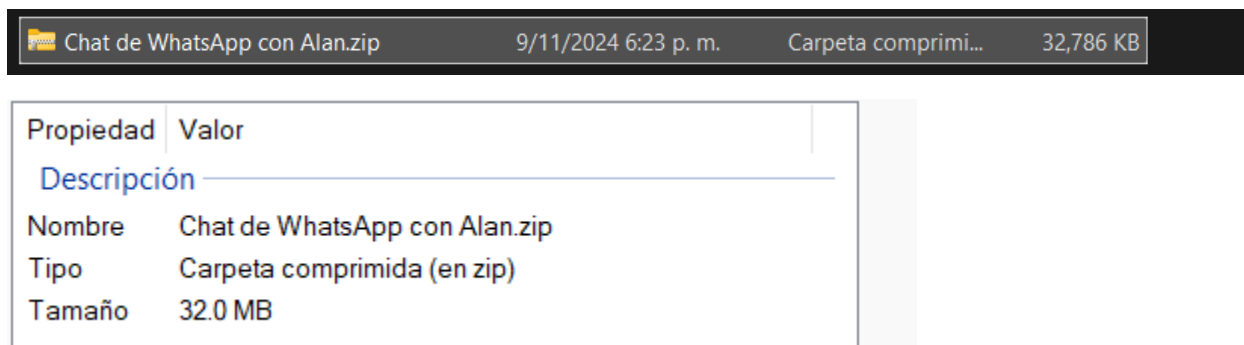 Chat de WhatsApp con Alan.zip 9/11/2024 6:23 p. m. Carpeta comprimi... 32,786 KB
Propiedad Valor
Descripción
Nombre Chat de WhatsApp con Alan.zip
Tipo Carpeta comprimida (en zip)
Tamaño 32.0 MB